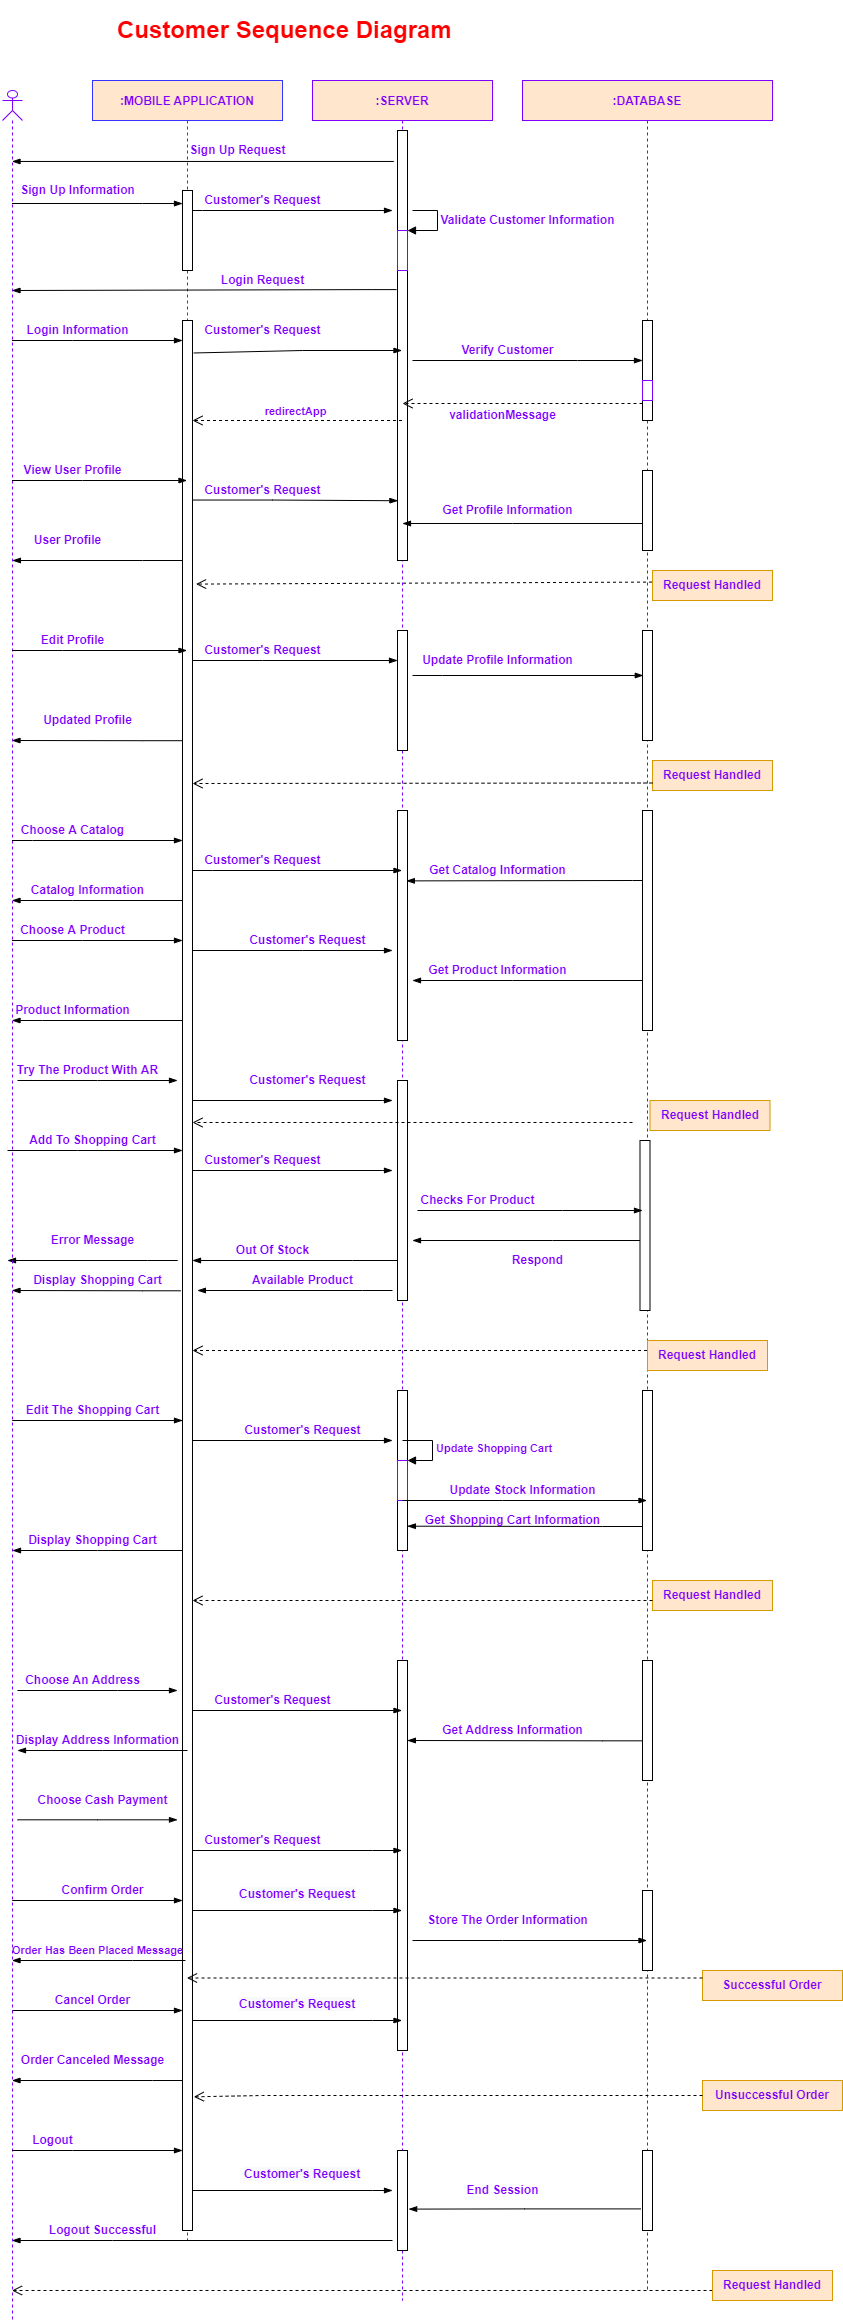 Customer Sequence Diagram
:MOBILE APPLICATION
:SERVER
:DATABASE
Sign Up Request
Sign Up Information
Customer's Request
Validate Customer Information
Login Request
Login Information
Customer's Request
Verify Customer
redirectApp
validationMessage
View User Profile
Customer's Request
Get Profile Information
User Profile
Request Handled
Edit Profile
Customer's Request
Update Profile Information
Updated Profile
Request Handled
Choose A Catalog
Customer's Request
Get Catalog Information
Catalog Information
Choose A Product
Customer's Request
Get Product Information
Product Information
Try The Product With AR
Customer's Request
Request Handled
Add To Shopping Cart
Customer's Request
Checks For Product
Error Message
Out Of Stock
Respond
Display Shopping Cart
Available Product
Request Handled
Edit The Shopping Cart
Customer's Request
Update Shopping Cart
Update Stock Information
Get Shopping Cart Information
Display Shopping Cart
Request Handled
Choose An Address
Customer's Request
Get Address Information
Display Address Information
Choose Cash Payment
Customer's Request
Confirm Order
Customer's Request
Store The Order Information
Order Has Been Placed Message
Successful Order
Cancel Order
Customer's Request
Order Canceled Message
Unsuccessful Order
Logout
Customer's Request
End Session
Logout Successful
Request Handled